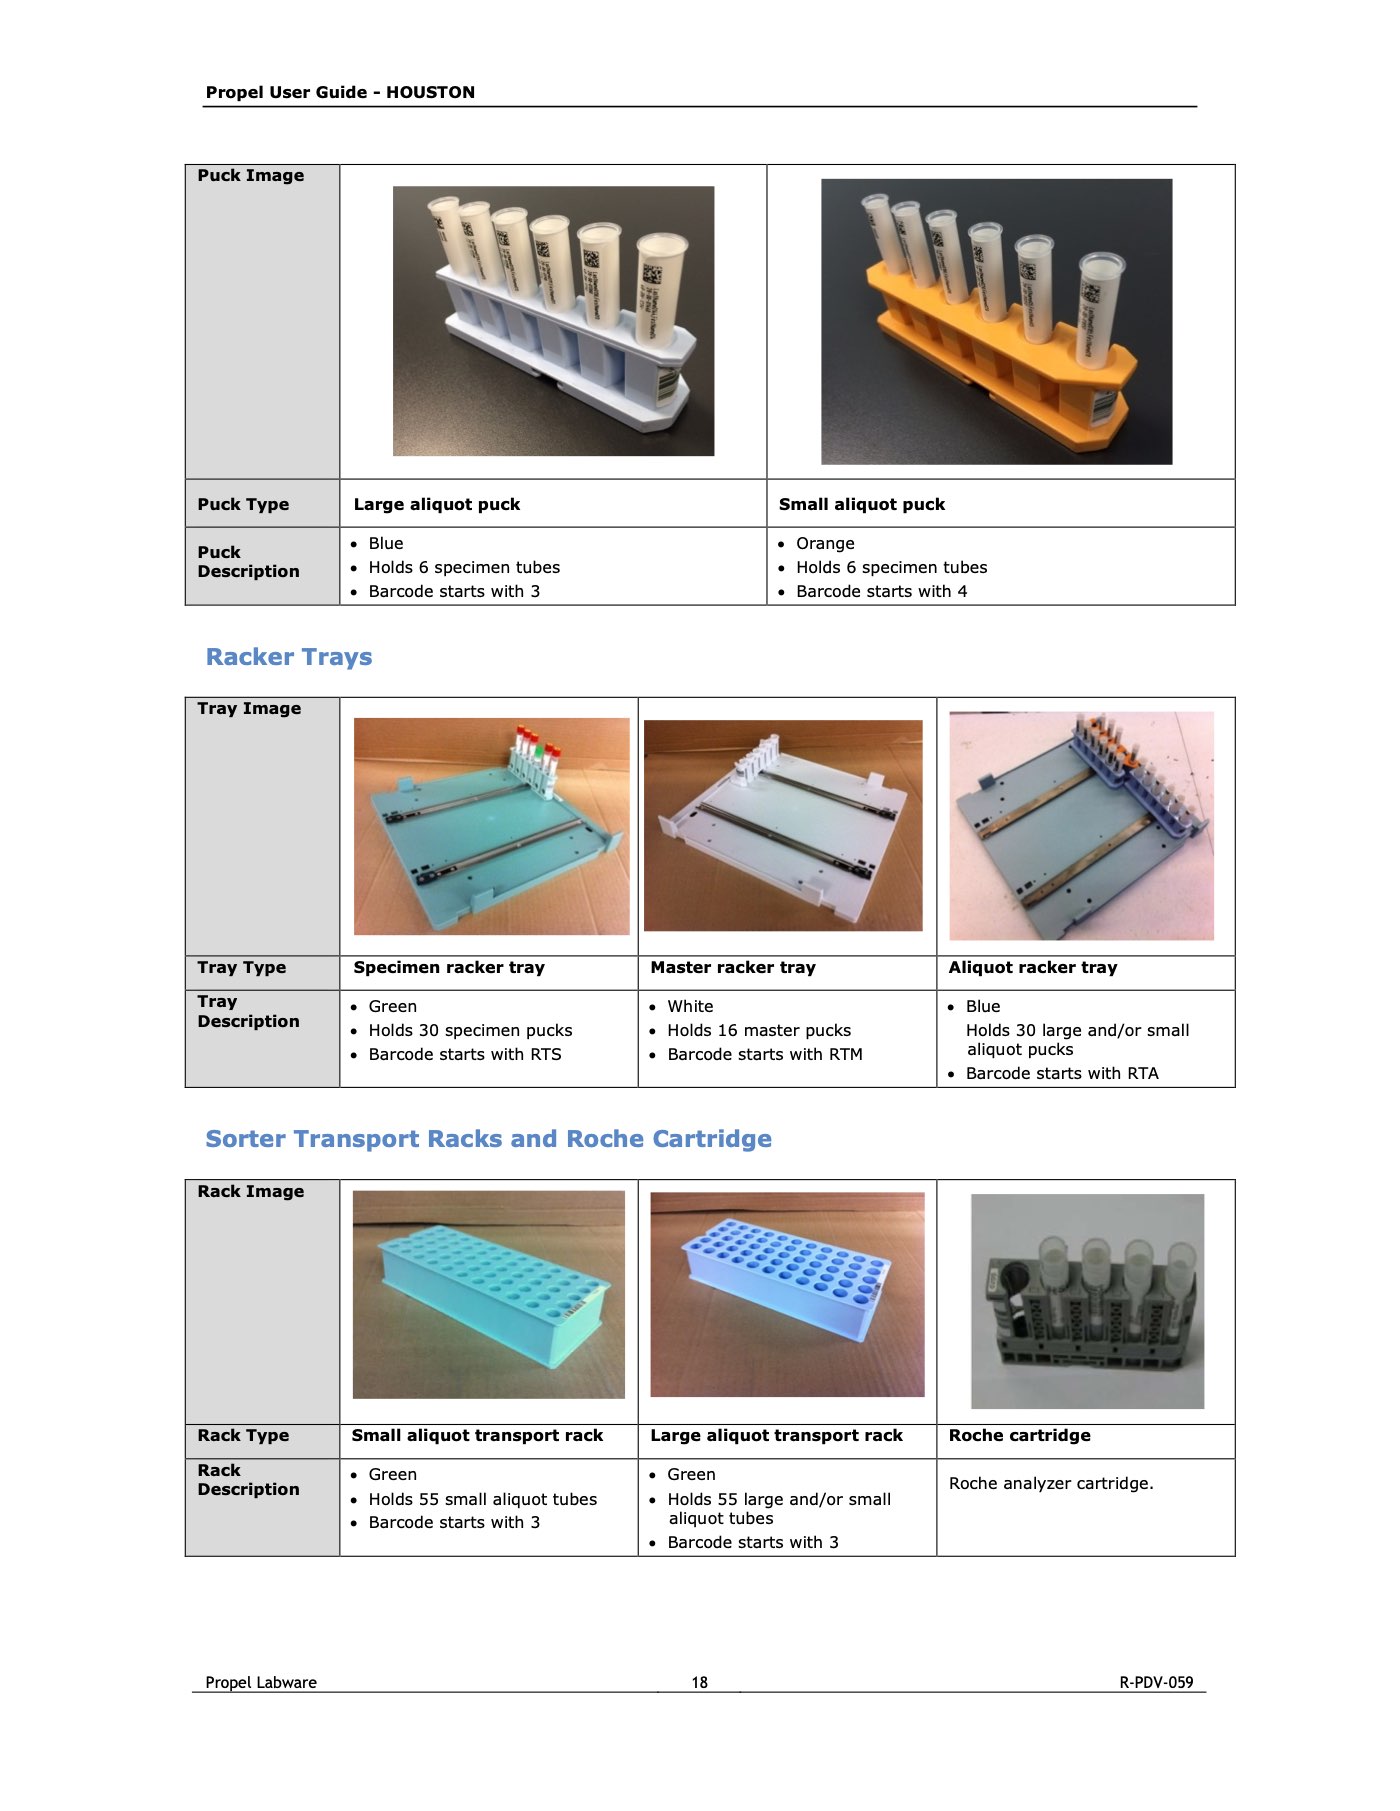 Propel User Guide - HOUSTON
Puck Image
Puck Type
Large aliquot puck
Small aliquot puck
Puck
Description
• Blue
• Holds 6 specimen tubes
• Barcode starts with 3
• Orange
• Holds 6 specimen tubes
• Barcode starts with 4
Racker Trays
Tray Image
Tray Type
Specimen racker tray
Master racker tray
Aliquot racker tray
Tray
Description
• Green
• Holds 30 specimen pucks
• Barcode starts with RTS
• White
• Holds 16 master pucks
• Barcode starts with RTM
• Blue
Holds 30 large and/or small
aliquot pucks
• Barcode starts with RTA
Sorter Transport Racks and Roche Cartridge
Rack Image
Rack Type
Small aliquot transport rack
Large aliquot transport rack
Roche cartridge
Rack
Description
• Green
• Holds 55 small aliquot tubes
• Barcode starts with 3
• Green
• Holds 55 large and/or small
aliquot tubes
• Barcode starts with 3
Roche analyzer cartridge.
Propel Labware
18
R-PDV-059